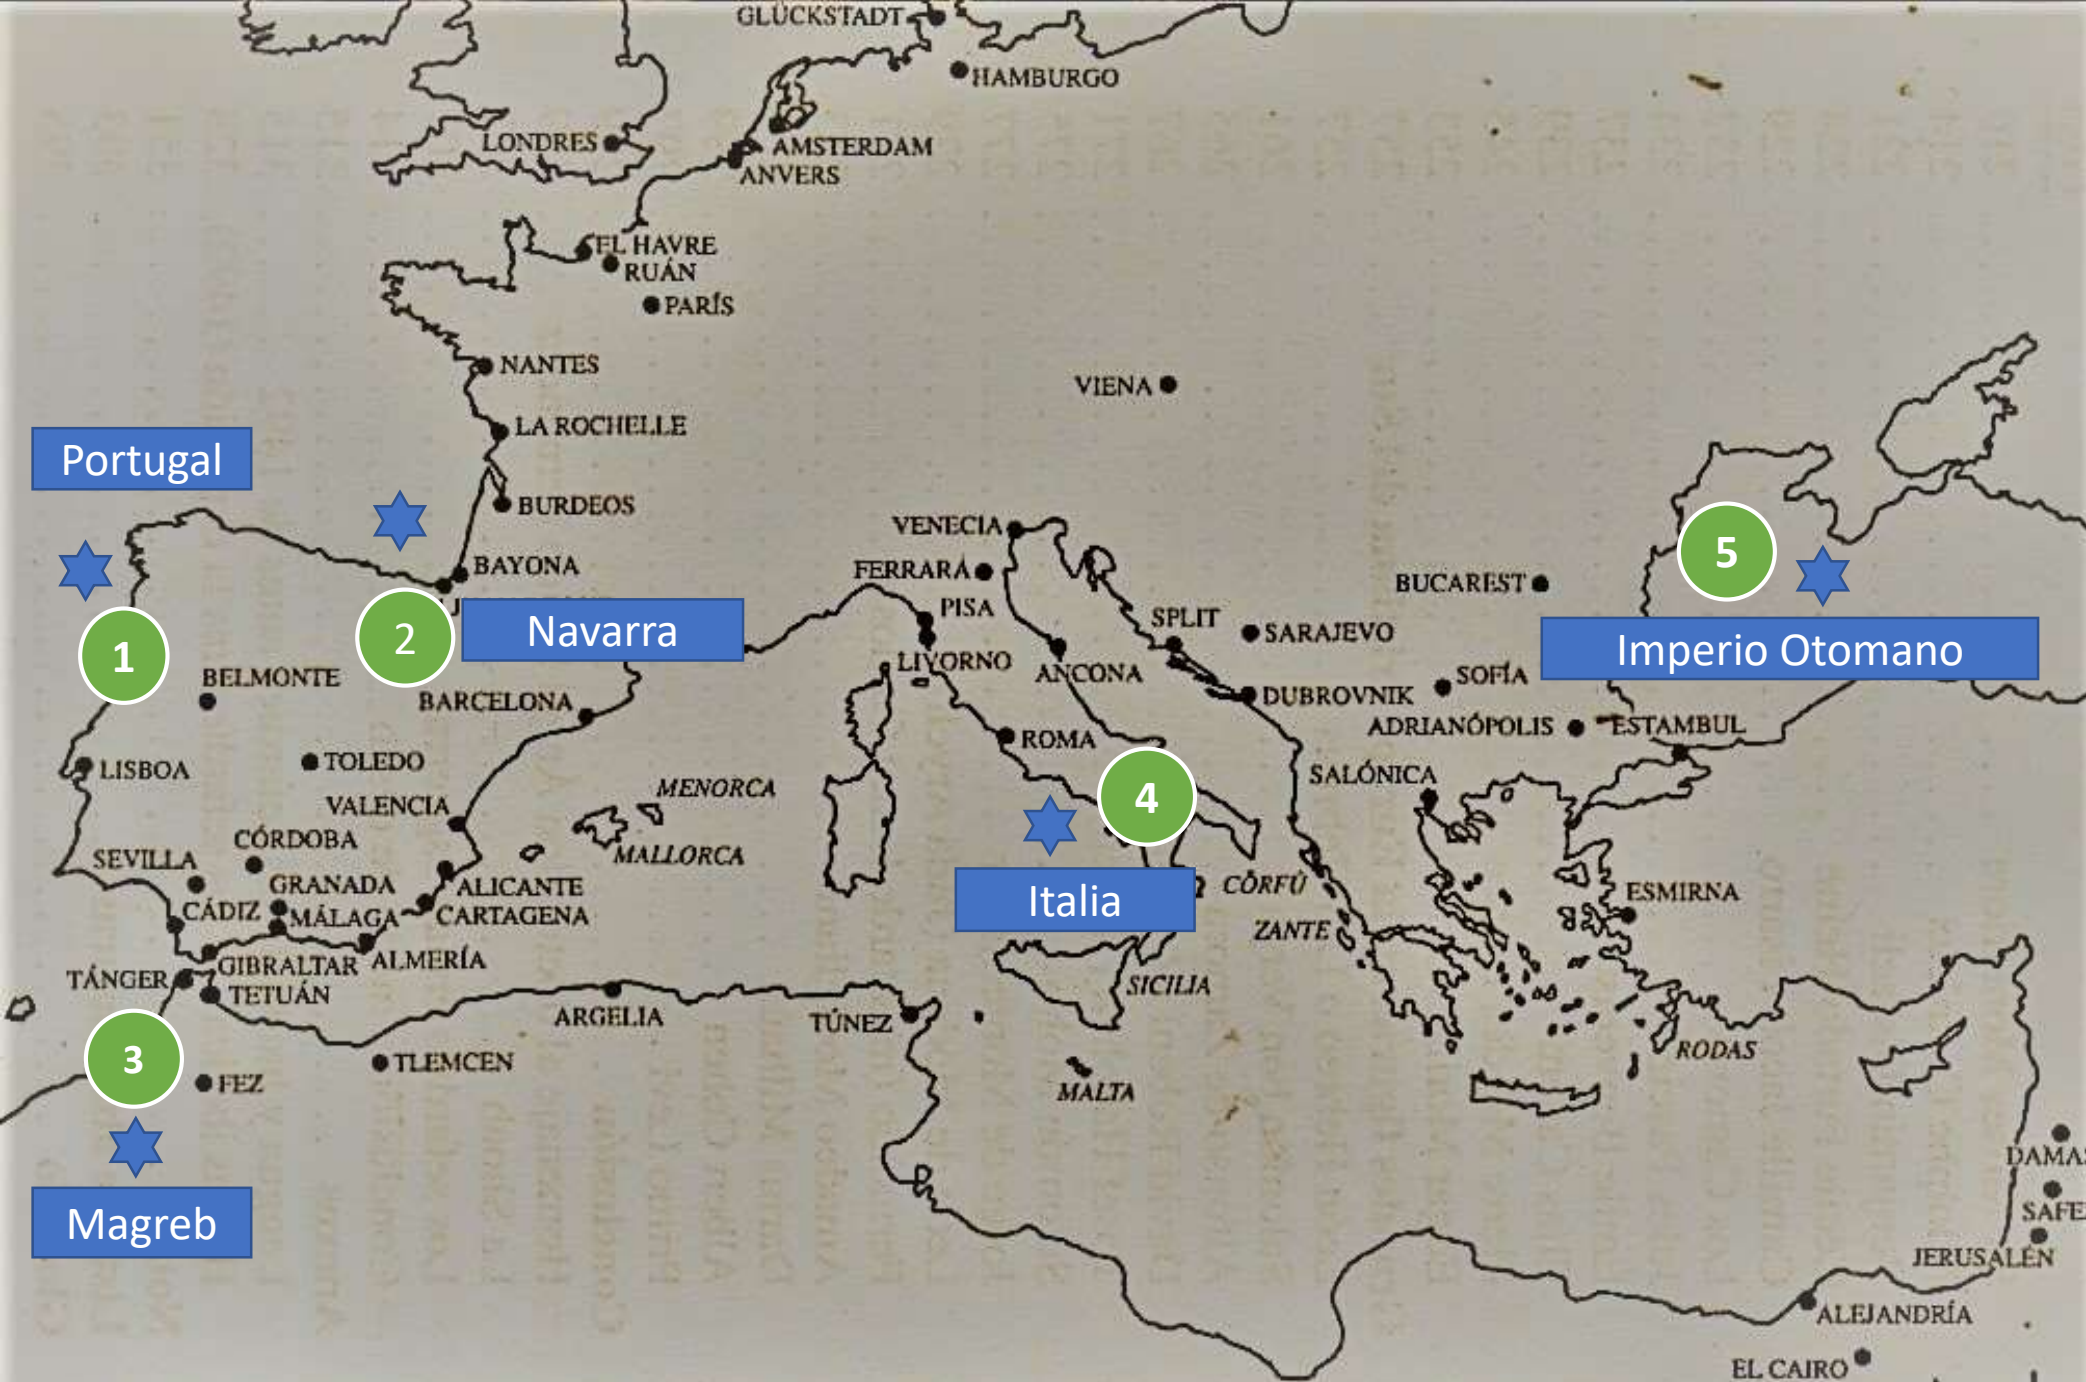 GLÜCKSTADT
HAMBURGO
LONDRES
AMSTERDAM
ANVERS
EL HAVRE
RUÁN
PARÍS
NANTES
VIENA
LA ROCHELLE
Portugal
BURDEOS
VENECIA
BAYONA
FERRARÁ
5
BUCAREST
PISA
SPLIT
SARAJEVO
1
2
Navarra
Imperio Otomano
LIVORNO
ANCONA
SOFÍA
BELMONTE
BARCELONA
DUBROVNIK
ADRIANÓPOLIS
ESTAMBUL
ROMA
LISBOA
TOLEDO
SALÓNICA
MENORCA
4
VALENCIA
CÓRDOBA
MALLORCA
SEVILLA
GRANADA
ALICANTE
CÓRFÚ
ESMIRNA
Italia
CÁDIZ
MÁLAGA
CARTAGENA
ZANTE
GIBRALTAR
ALMERÍA
TÁNGER
TETUÁN
SICILIA
ARGELIA
TÚNEZ
3
TLEMCEN
RODAS
FEZ
MALTA
DAMAS
Magreb
SAFE
JERUSALÉN
ALEJANDRÍA
EL CAIRO